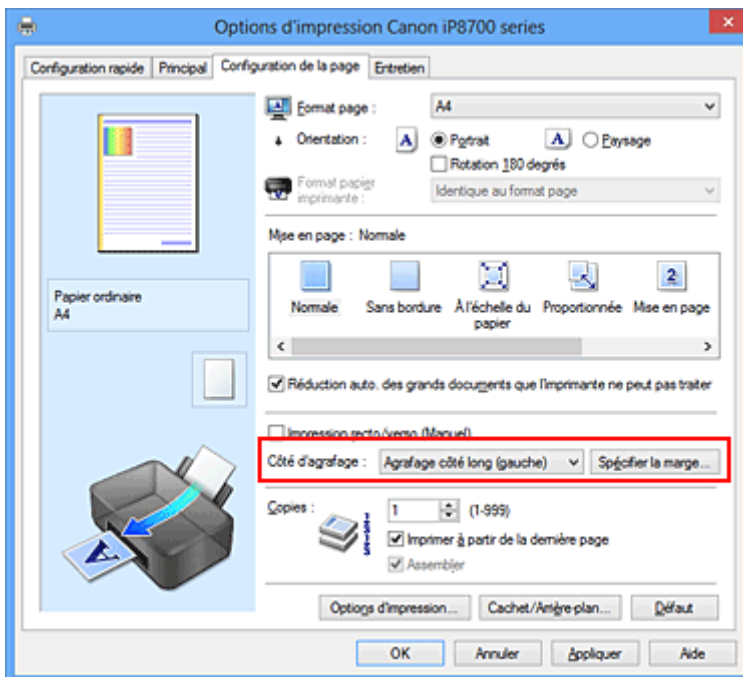 Options d'impression Canon iP8700 series
Configuration rapide Principal Configuration de la page Entretien
Format page : A4
Orientation : A Portrait A Paysage
Rotation 180 degrés
Format papier imprimante : Identique au format page
Mise en page : Normale
2
Normale Sans bordure À l'échelle du papier Proportionnée Mise en page
Papier ordinaire
A4
Réduction auto. des grands documents que l'imprimante ne peut pas traiter
Impression recto/verso (Manuel)
Côté d'agrafage : Agrafage côté long (gauche) Spécifier la marge...
Copies : 1 (1-999)
Imprimer à partir de la dernière page
Assembler
Options d'impression... Cachet/Arrière-plan... Défaut
OK Annuler Appliquer Aide